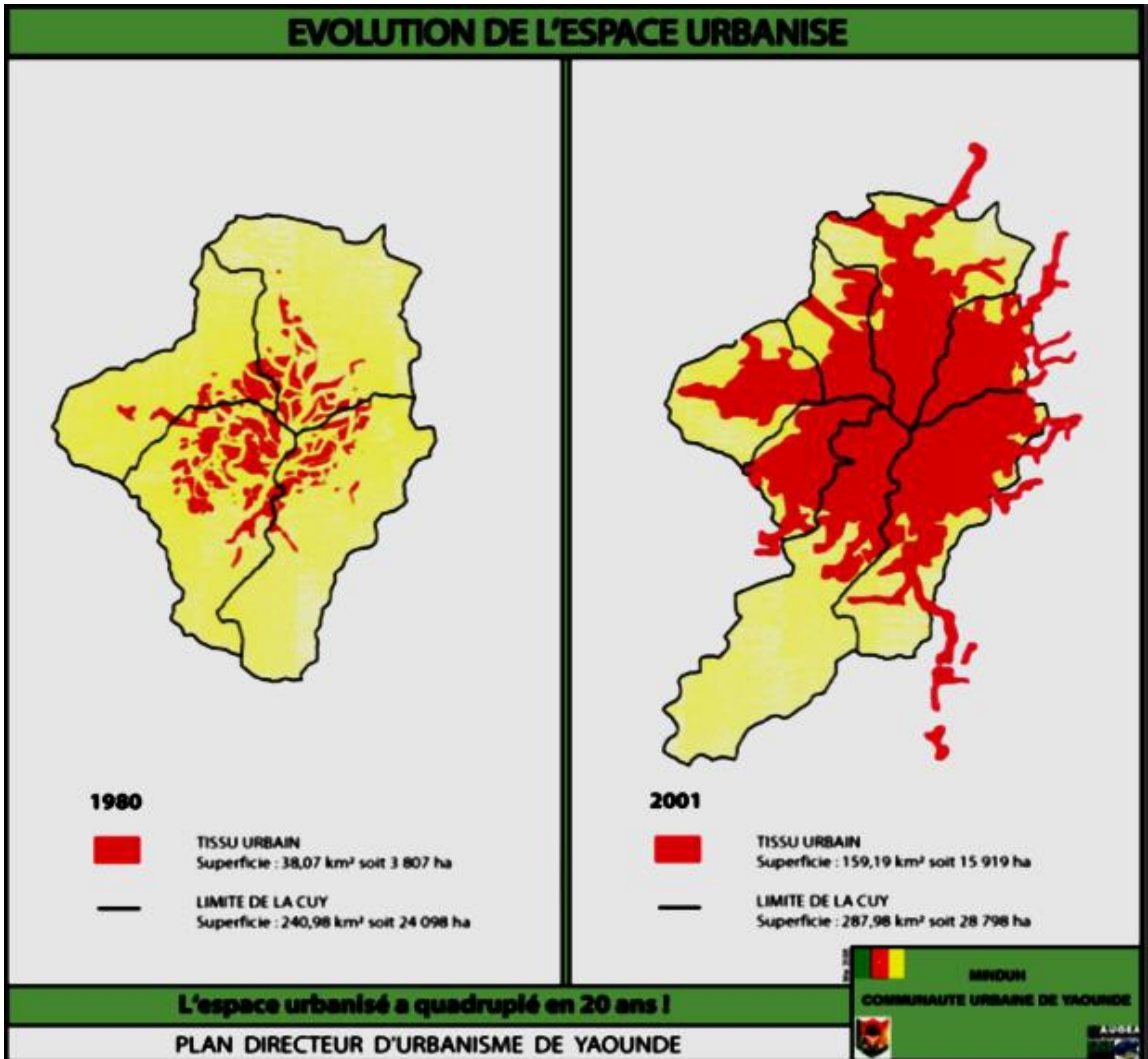 EVOLUTION DE L'ESPACE URBANISE
1980
TISSU URBAIN
Superficie : 38,07 km² soit 3 807 ha
LIMITE DE LA CUY
Superficie : 240,98 km² soit 24 098 ha
2001
TISSU URBAIN
Superficie : 159,19 km² soit 15 919 ha
LIMITE DE LA CUY
Superficie : 287,98 km² soit 28 798 ha
L'espace urbanisé a quadruplé en 20 ans !
PLAN DIRECTEUR D'URBANISME DE YAOUNDE
MINDUH
COMMUNAUTE URBAINE DE YAOUNDE